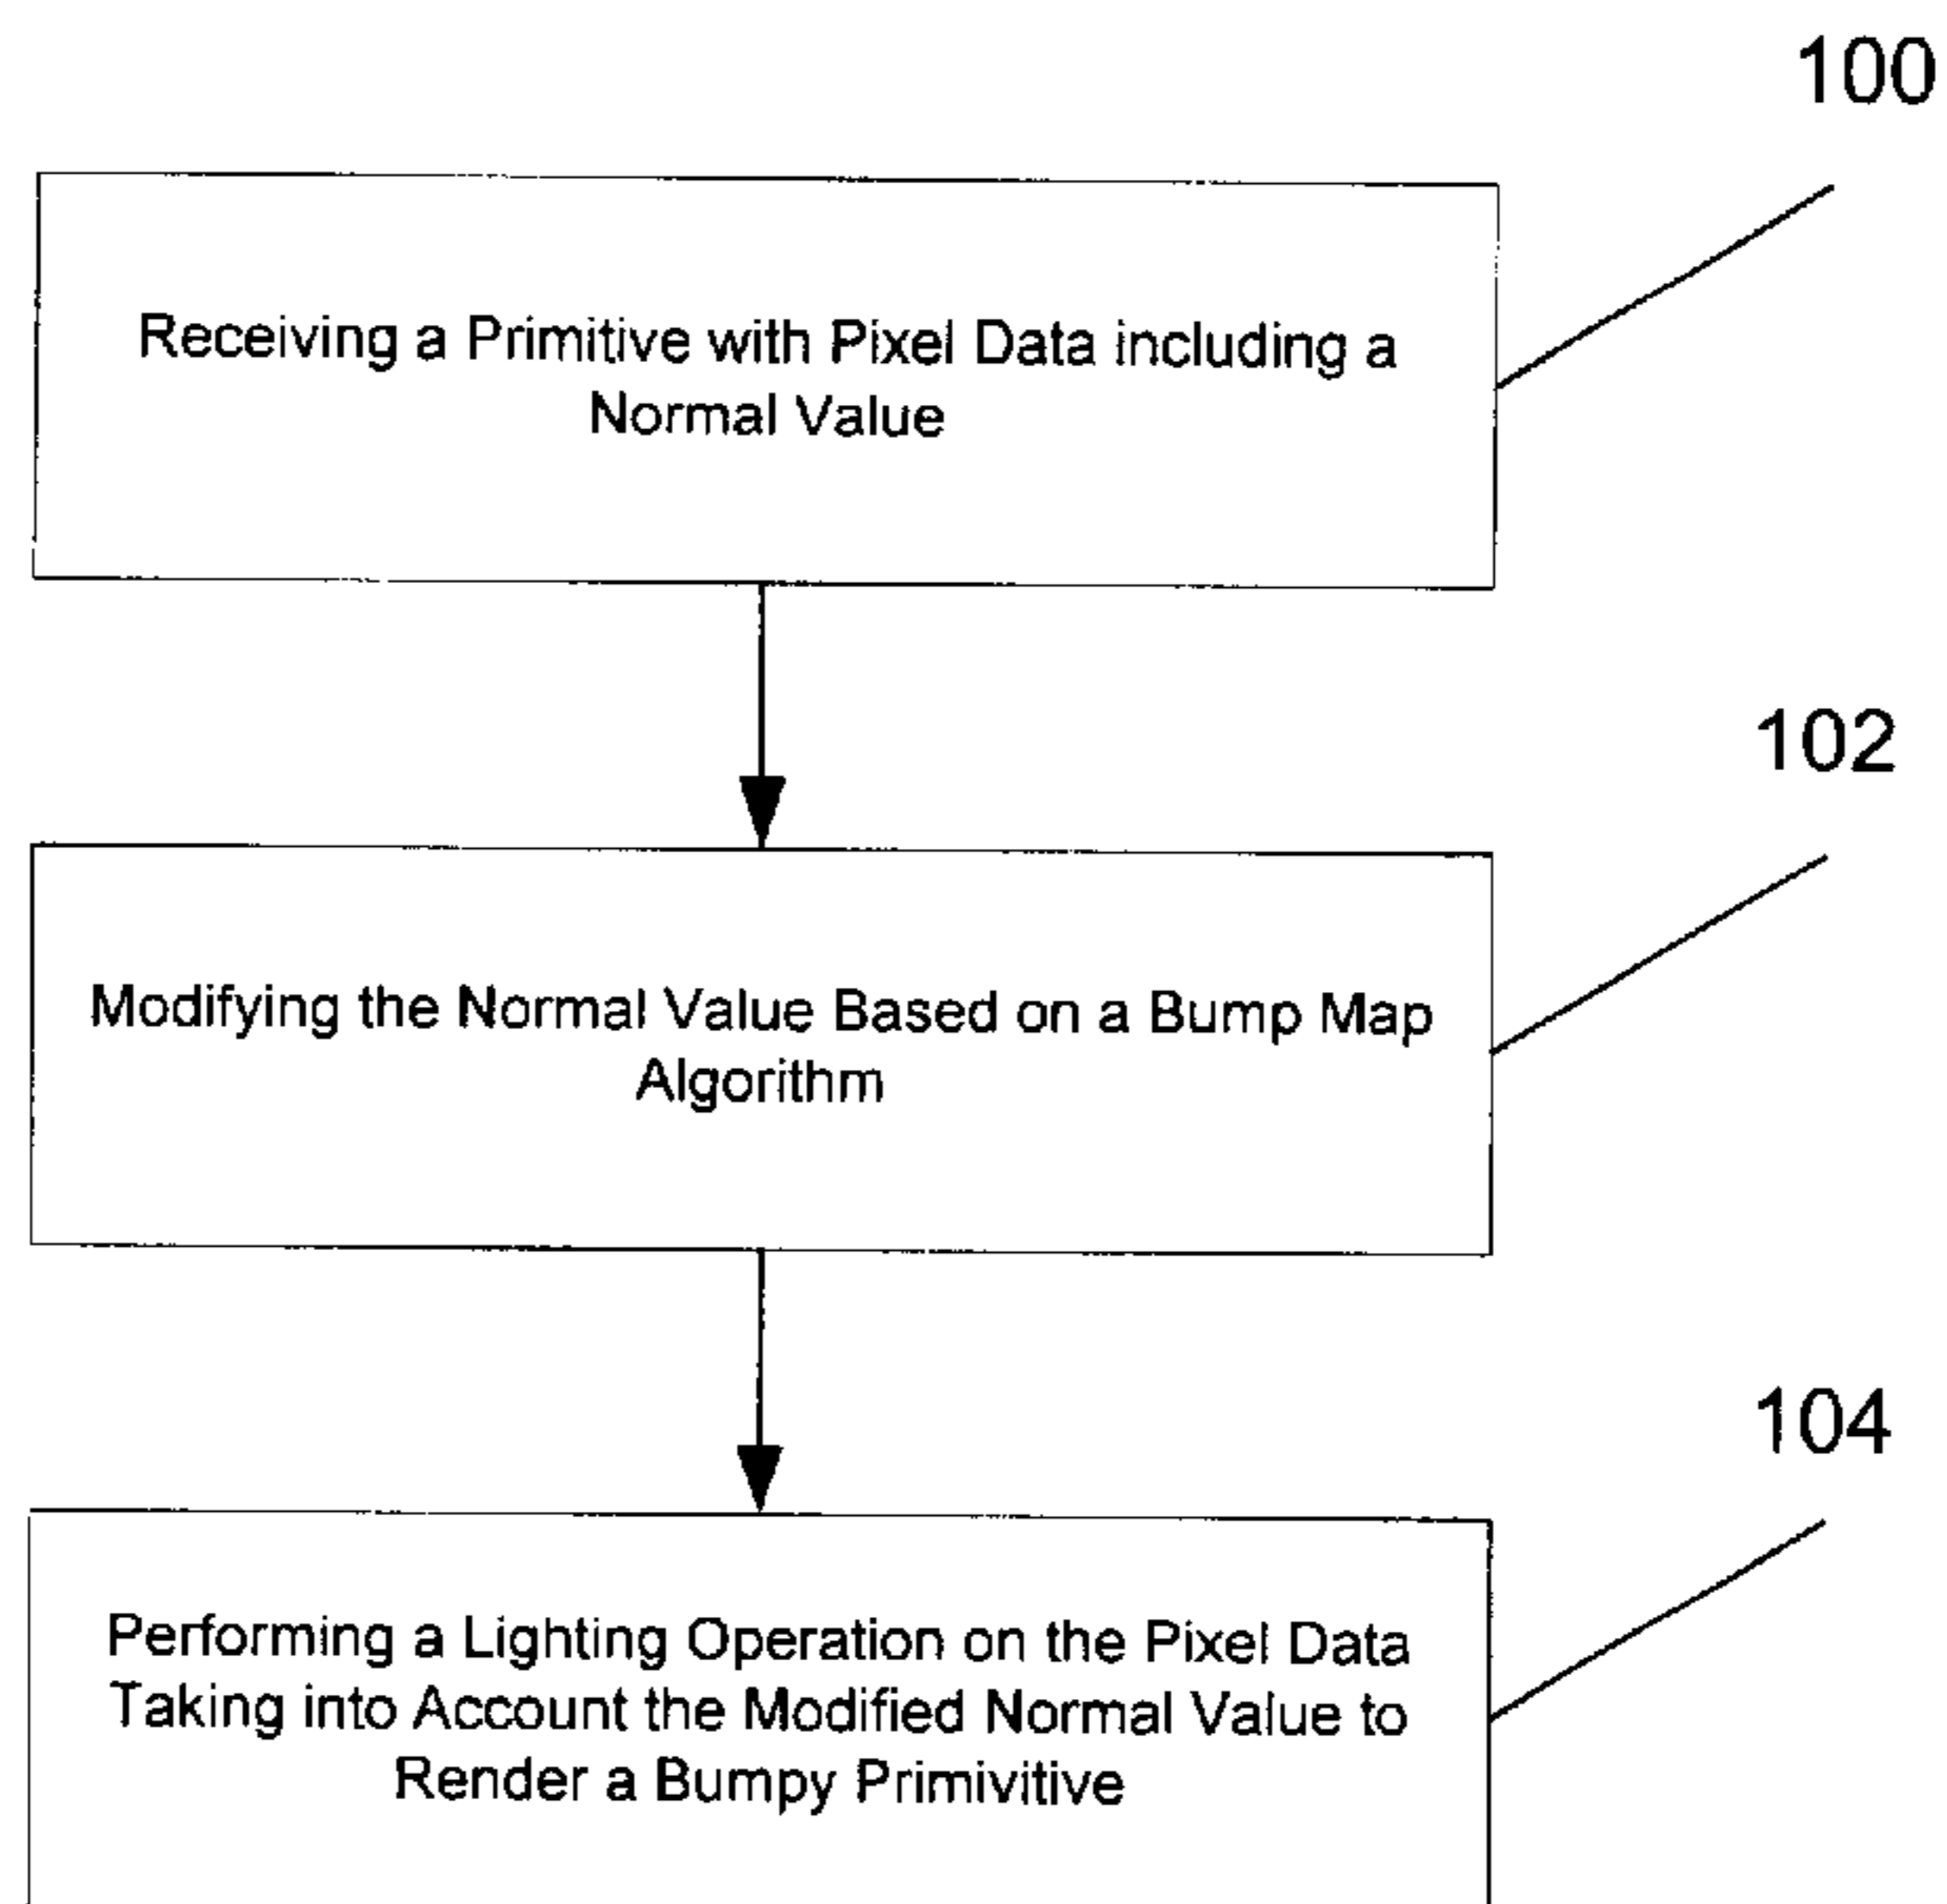 100
Receiving a Primitive with Pixel Data including a
Normal Value
102
Modifying the Normal Value Based on a Bump Map
Algorithm
104
Performing a Lighting Operation on the Pixel Data
Taking into Account the Modified Normal Value to
Render a Bumpy Primivitive